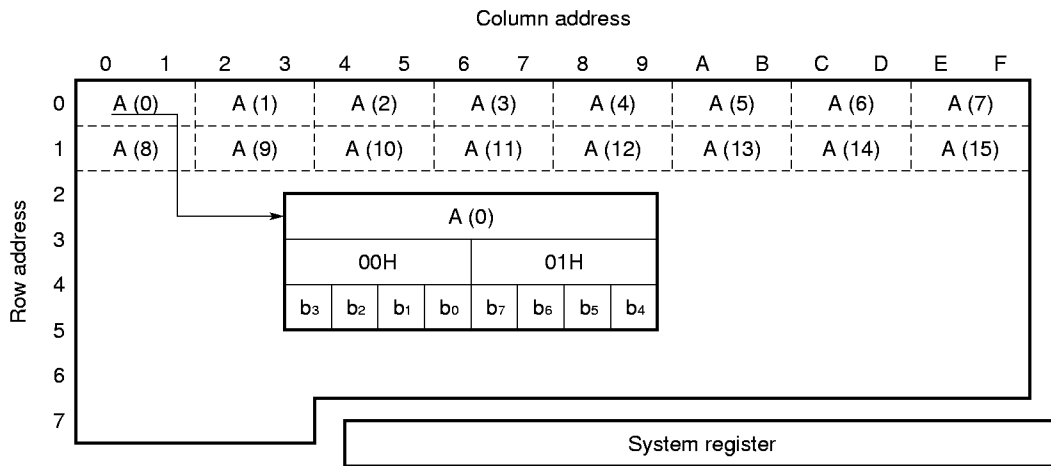 Column address
0 1 2 3 4 5 6 7 8 9 A B C D E F
0 A (0) A (1) A (2) A (3) A (4) A (5) A (6) A (7)
1 A (8) A (9) A (10) A (11) A (12) A (13) A (14) A (15)
2
A (0)
3
00H 01H
4
b₃ b₂ b₁ b₀ b₇ b₆ b₅ b₄
5
6
7
Row address
System register